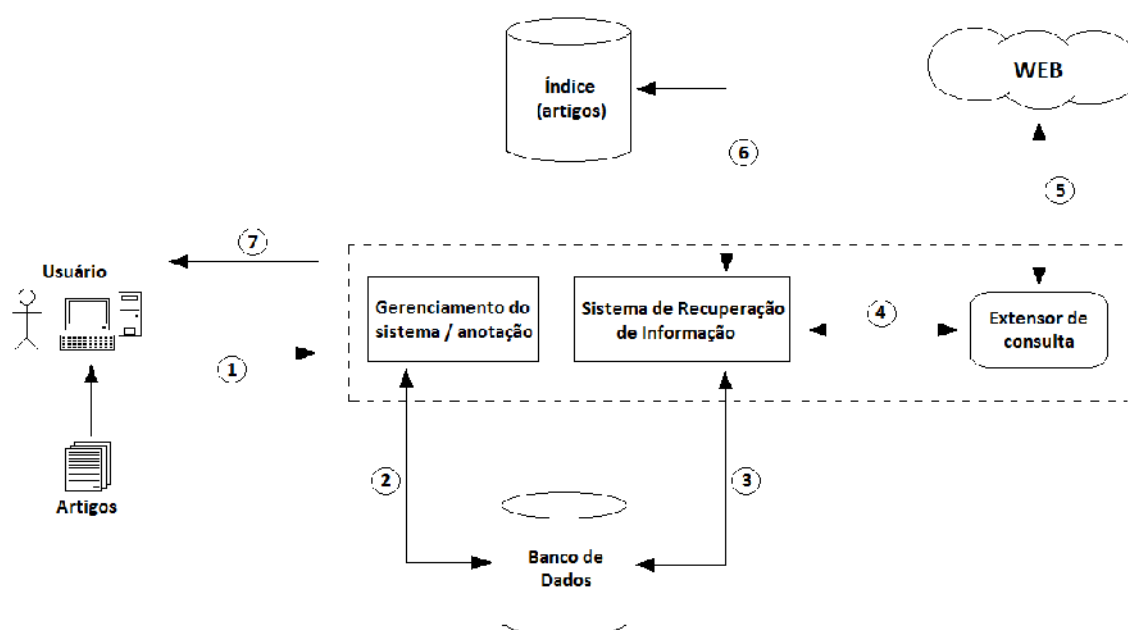 Índice
(artigos)
WEB
6
5
7
Usuário
Gerenciamento do
sistema / anotação
Sistema de Recuperação
de Informação
4
Extensor de
consulta
1
2
3
Artigos
Banco de
Dados